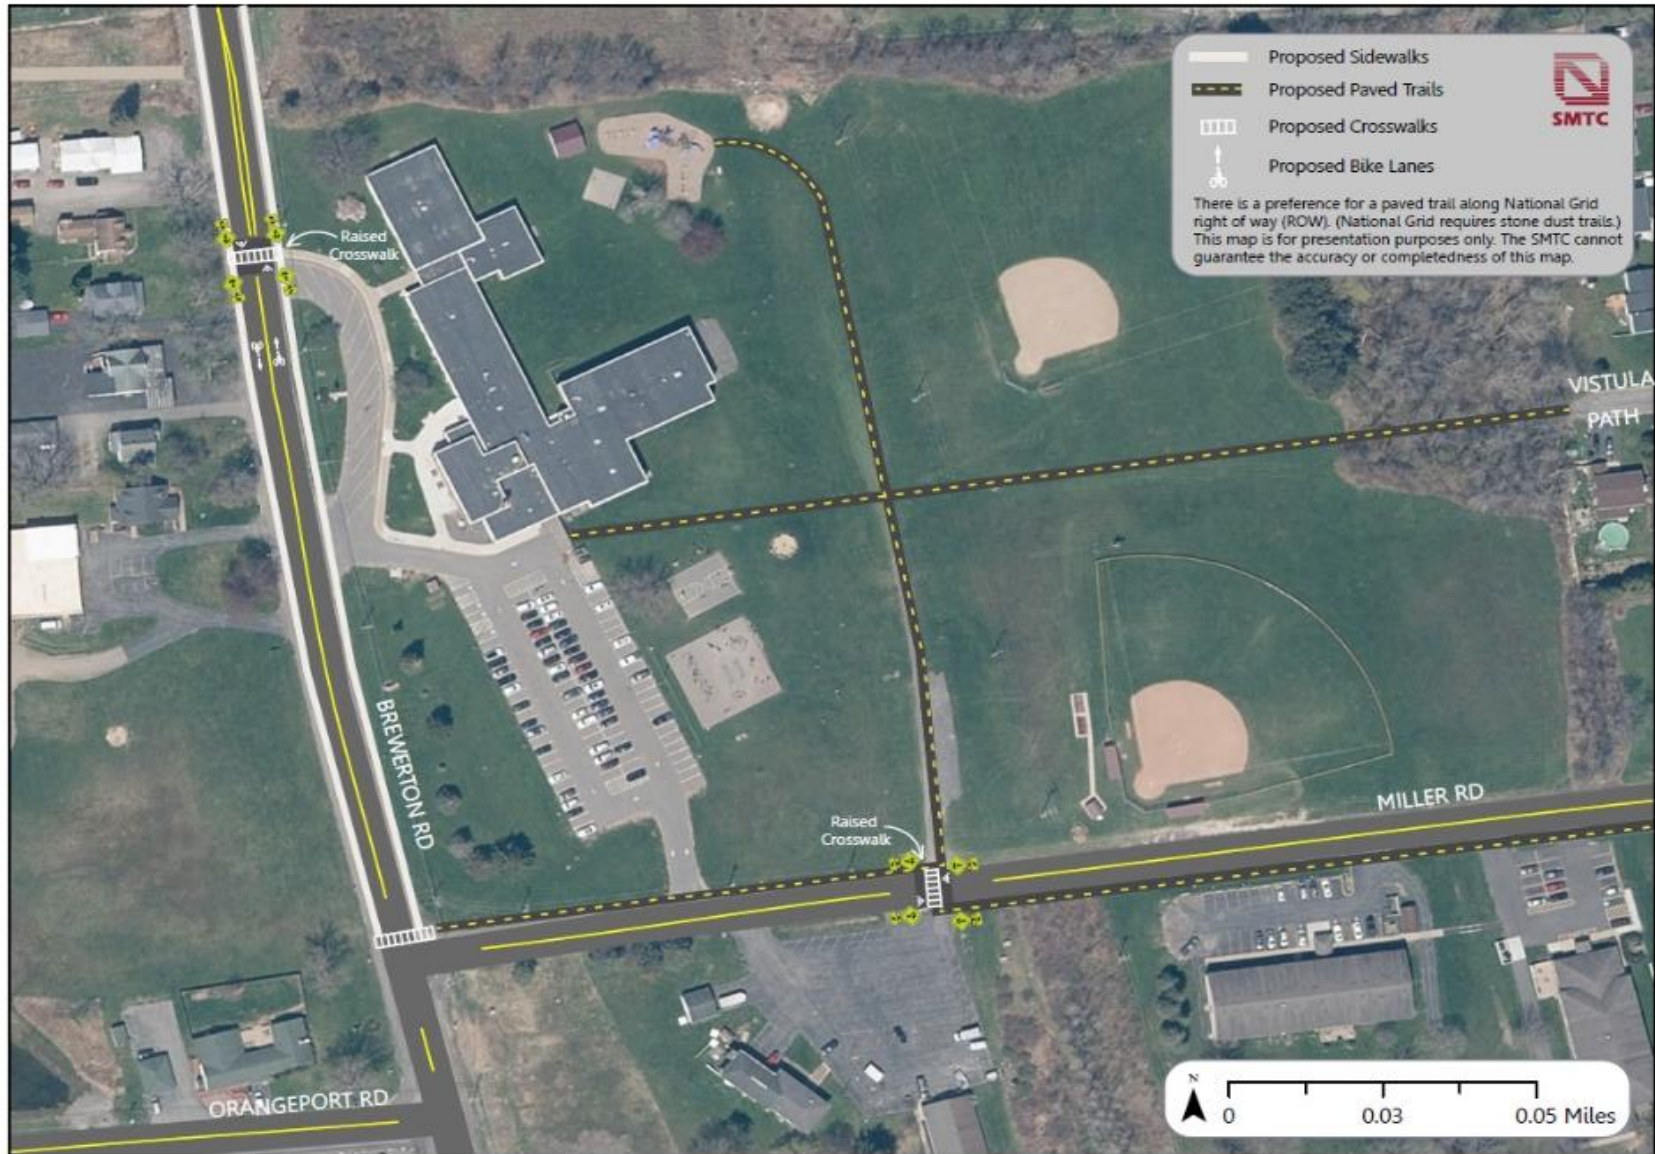 Proposed Sidewalks
Proposed Paved Trails
Proposed Crosswalks
Proposed Bike Lanes
SMTC
There is a preference for a paved trail along National Grid
right of way (ROW). (National Grid requires stone dust trails.)
This map is for presentation purposes only. The SMTC cannot
guarantee the accuracy or completedness of this map.
Raised
Crosswalk
VISTULA
PATH
BREWERTON RD
MILLER RD
Raised
Crosswalk
ORANGEPORT RD
N
0 0.03 0.05 Miles